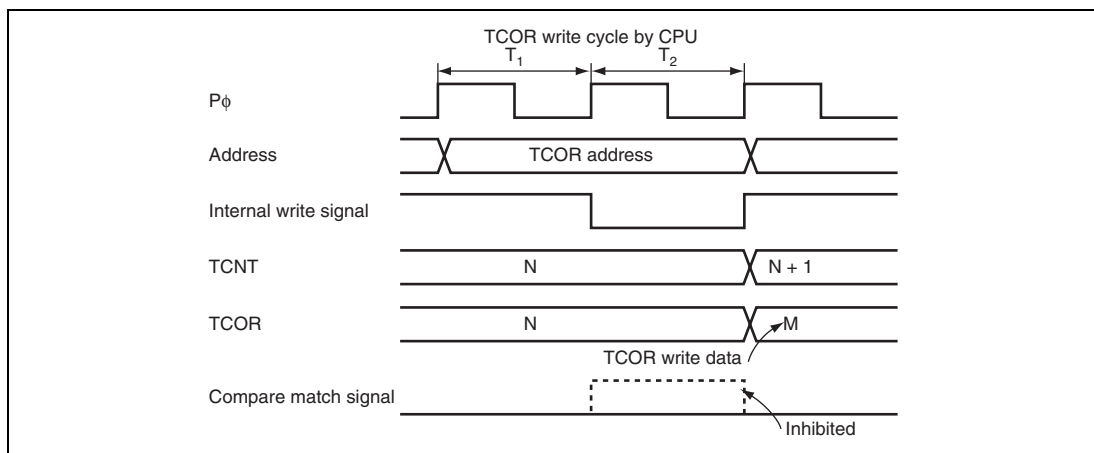 TCOR write cycle by CPU
T1 T2
Pϕ
Address TCOR address
Internal write signal
TCNT N N + 1
TCOR N M
TCOR write data
Compare match signal
Inhibited